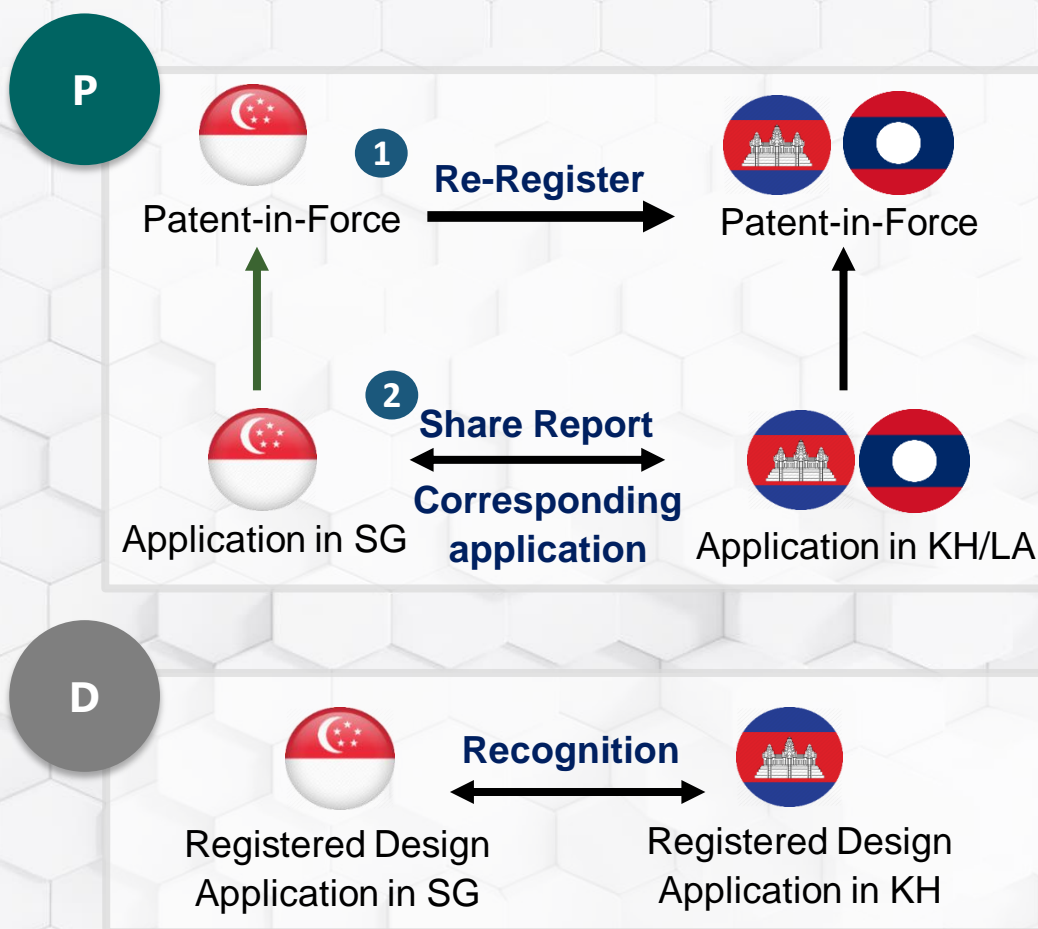 P
1
Re-Register
Patent-in-Force
Patent-in-Force
2
Share Report
Corresponding
application
Application in SG
Application in KH/LA
D
Recognition
Registered Design
Application in SG
Registered Design
Application in KH